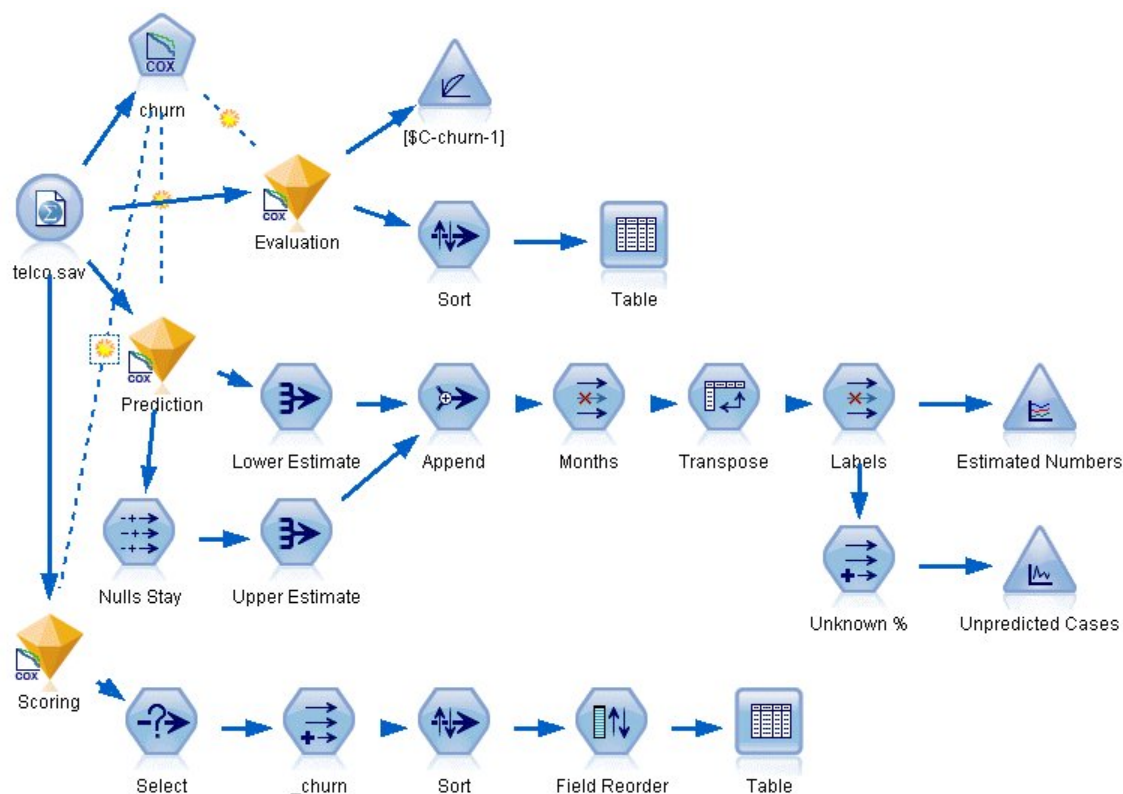 COX
churn
[$C-churn-1]
COX
Evaluation
telco.sav
Sort
Table
COX
Prediction
Lower Estimate
Append
Months
Transpose
Labels
Estimated Numbers
Nulls Stay
Upper Estimate
Unknown %
Unpredicted Cases
COX
Scoring
Select
_churn
Sort
Field Reorder
Table